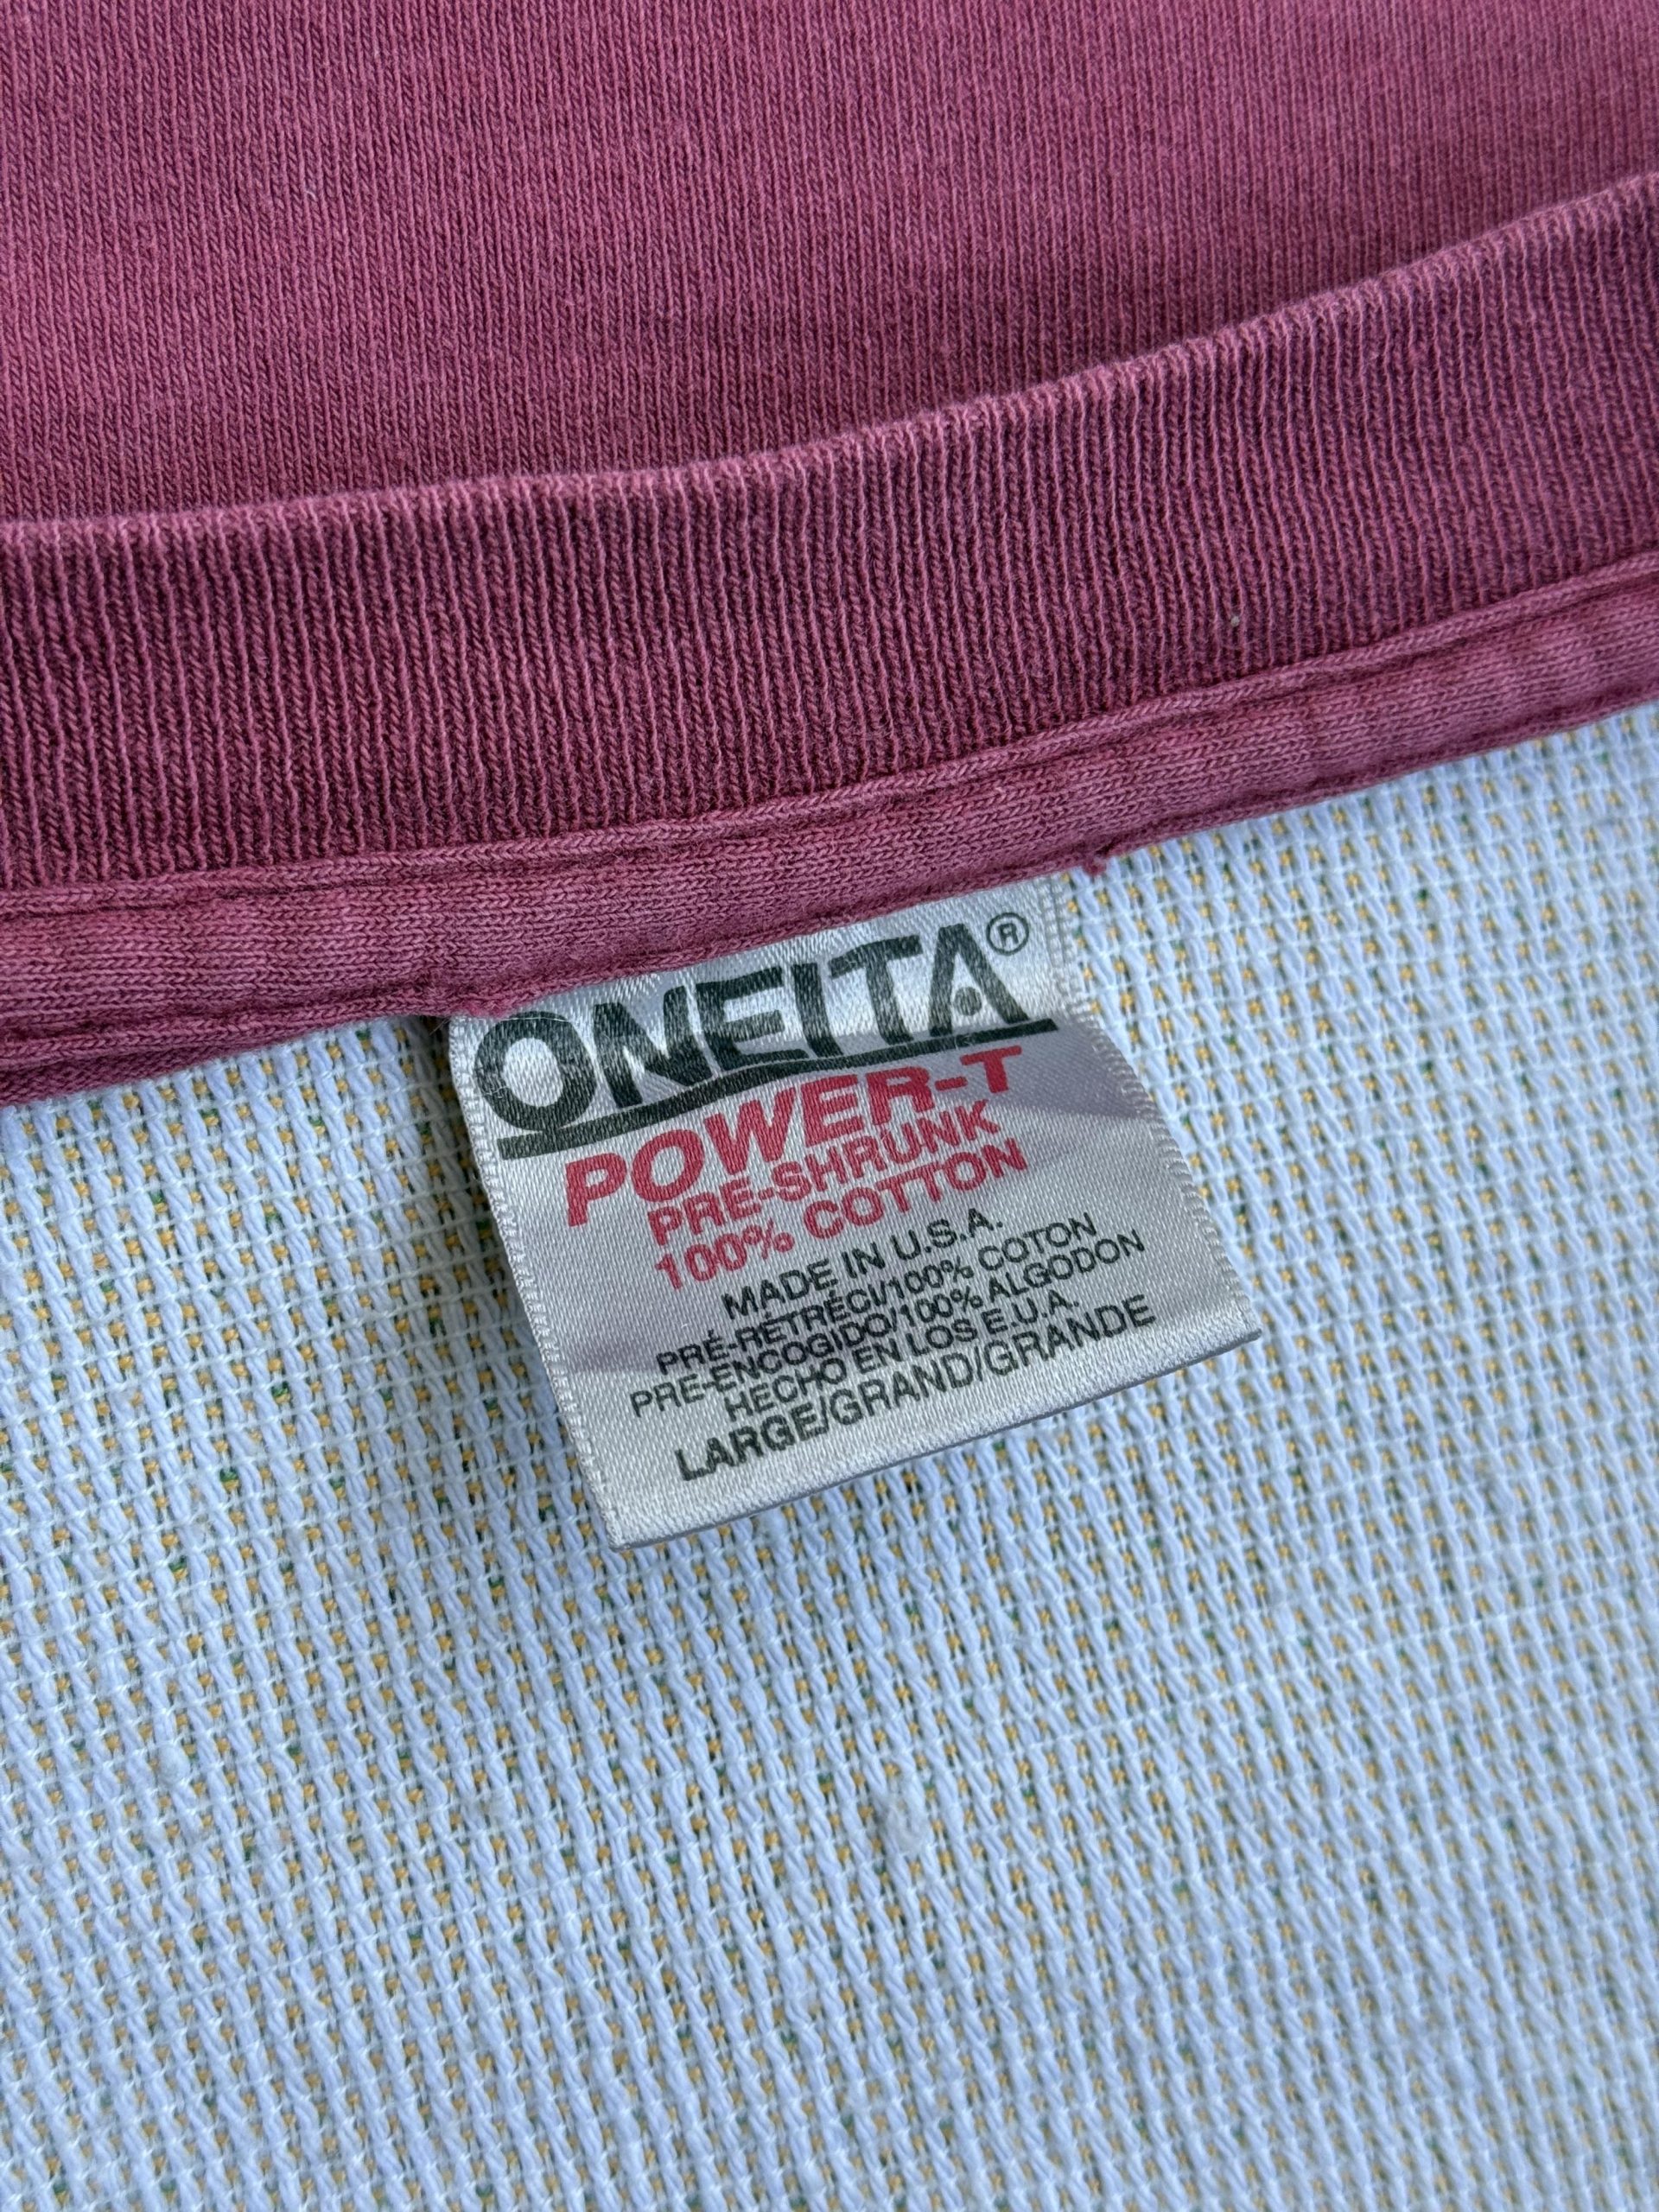 ONEITA®
POWER-T
PRE-SHRUNK
100% COTTON
MADE IN U.S.A.
PRÉ-RETRÉCI/100% COTON
PRE-ENCOGIDO/100% ALGODON
HECHO EN LOS E.U.A.
LARGE/GRAND/GRANDE